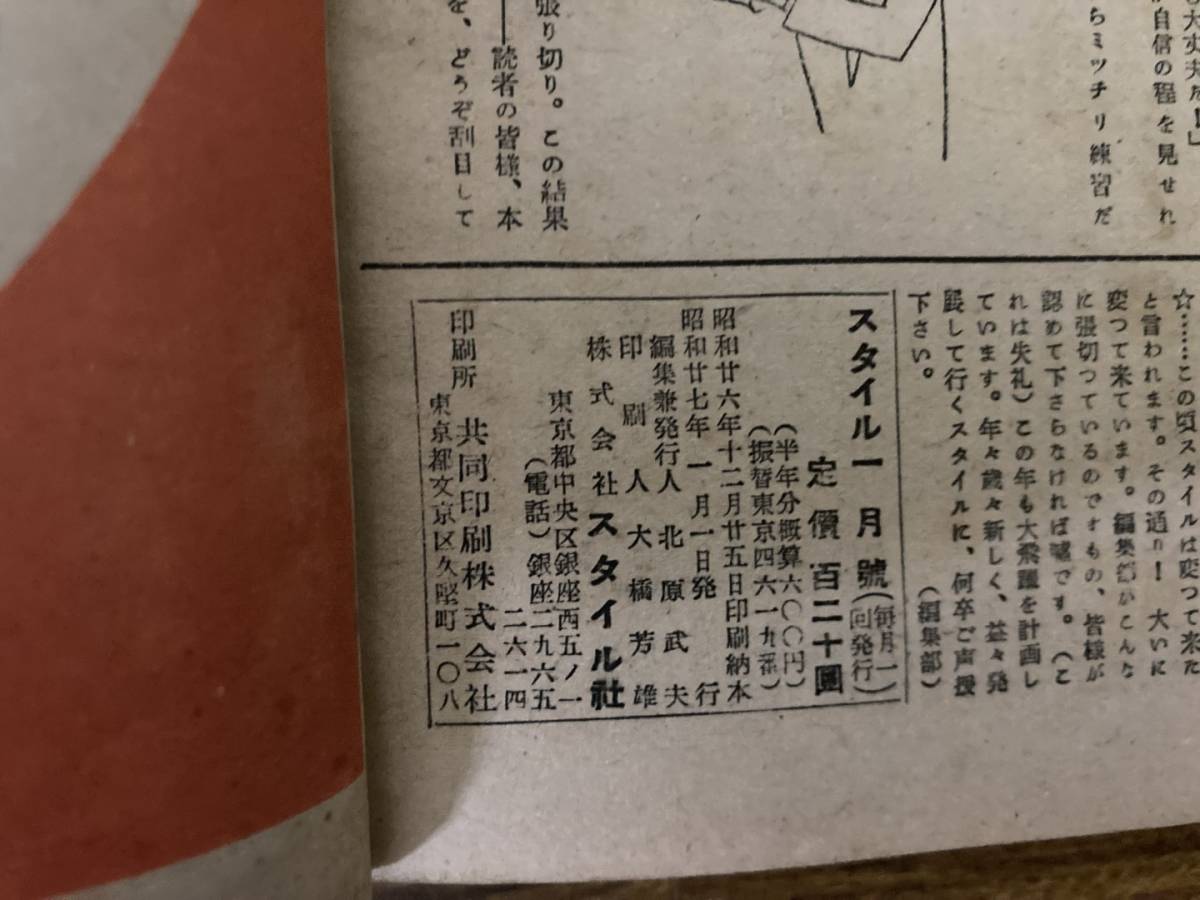 大丈夫だ！」
自信の程を見せれ
らミツチリ練習だ
張り切り。この結果
――読者の皆様、本
を、どうぞ刮目して
☆……この頃スタイルは変つて来た
と言われます。その通り！　大いに
変つて来ています。編集部がこんな
に張切つているのですもの、皆様が
認めて下さらなければ嘘です。（こ
れは失礼）この年も大飛躍を計画し
ています。年々歳々新しく、益々発
展して行くスタイルに、何卒ご声援
下さい。　（編集部）
スタイル一月號（毎月一回発行）
定價百二十圓
（半年分概算六〇〇円）
（振替東京四六一九番）
昭和廿六年十二月廿五日印刷納本
昭和廿七年一月一日発行
編集兼発行人　北原武夫
印刷人　大橋芳雄
株式会社スタイル社
東京都中央区銀座西五ノ一
（電話）銀座二九六五
二六一四
印刷所　共同印刷株式会社
東京都文京区久堅町一〇八